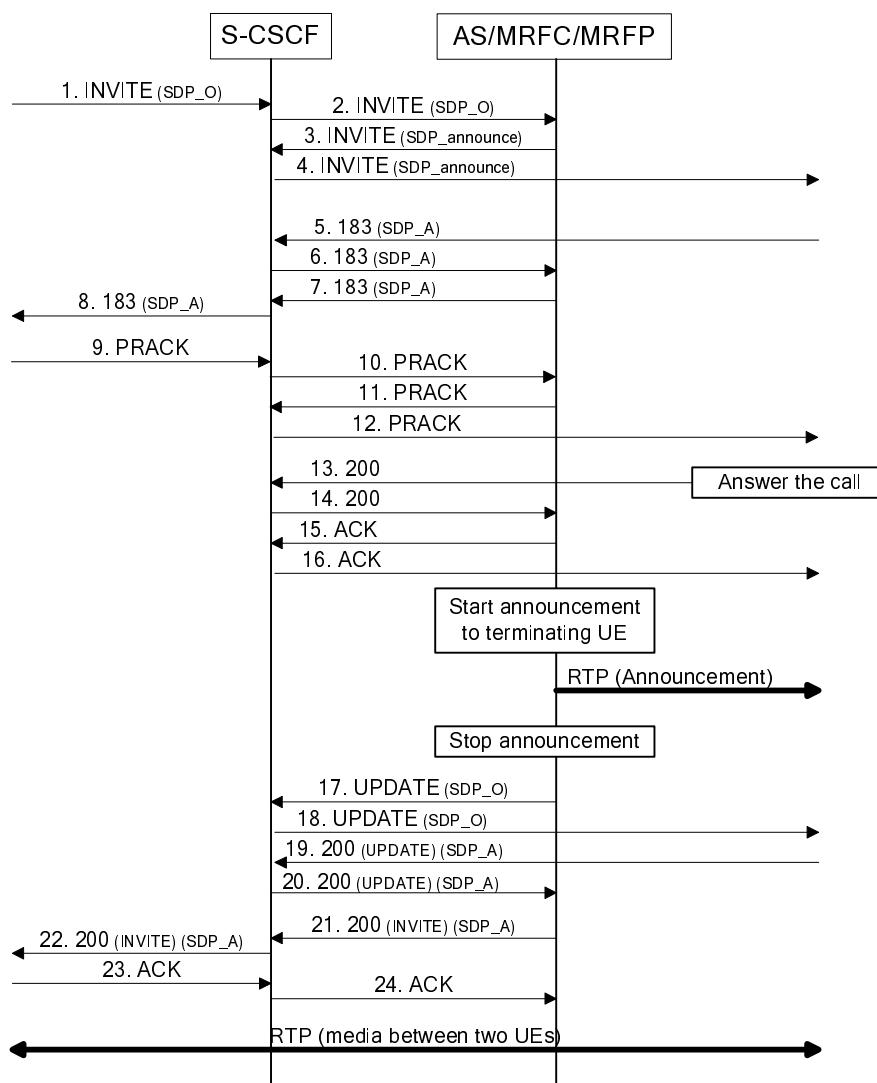 S-CSCF
AS/MRFC/MRFP
1. INVITE (SDP_O)
2. INVITE (SDP_O)
3. INVITE (SDP_announce)
4. INVITE (SDP_announce)
5. 183 (SDP_A)
6. 183 (SDP_A)
7. 183 (SDP_A)
8. 183 (SDP_A)
9. PRACK
10. PRACK
11. PRACK
12. PRACK
13. 200
Answer the call
14. 200
15. ACK
16. ACK
Start announcement
to terminating UE
RTP (Announcement)
Stop announcement
17. UPDATE (SDP_O)
18. UPDATE (SDP_O)
19. 200 (UPDATE) (SDP_A)
20. 200 (UPDATE) (SDP_A)
21. 200 (INVITE) (SDP_A)
22. 200 (INVITE) (SDP_A)
23. ACK
24. ACK
RTP (media between two UEs)